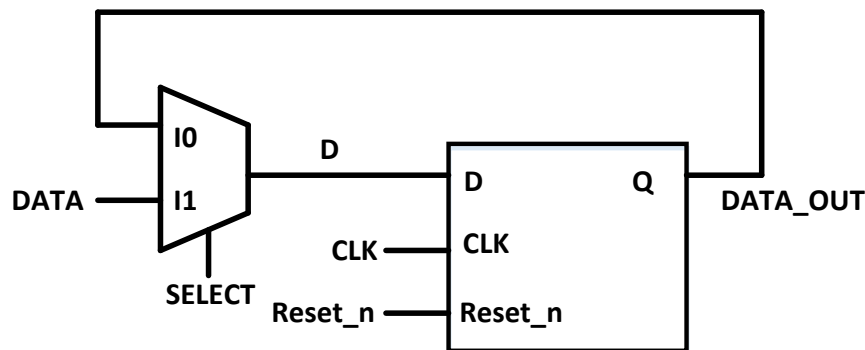 D
I0
D Q
DATA I1 DATA_OUT
CLK CLK
SELECT
Reset_n Reset_n